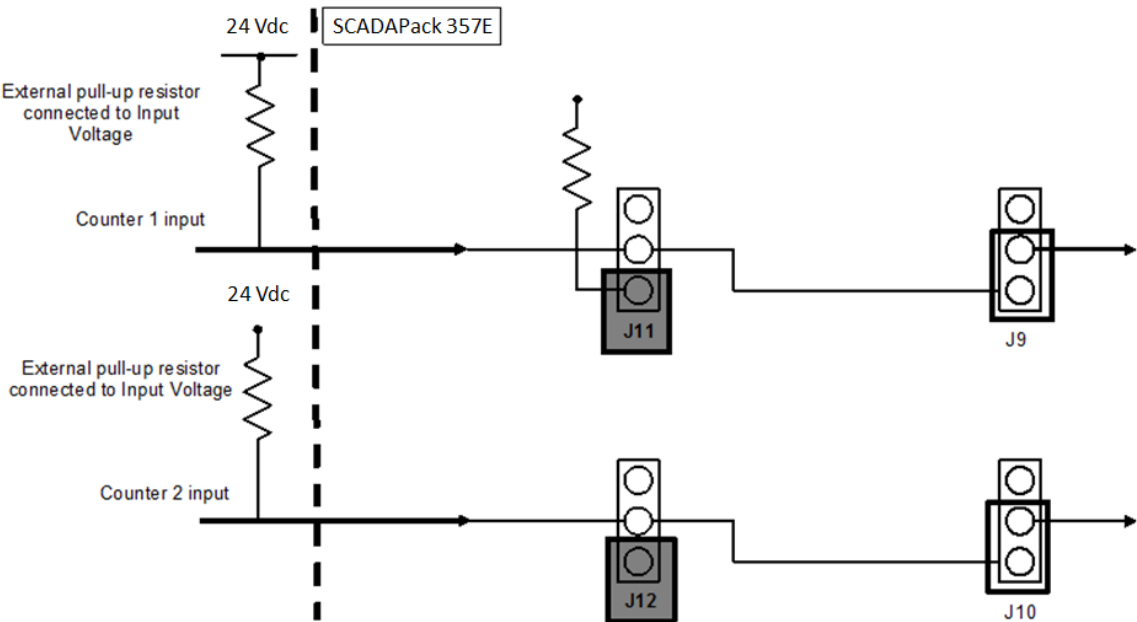 24 Vdc
SCADAPack 357E
External pull-up resistor
connected to Input
Voltage
Counter 1 input
J11
J9
24 Vdc
External pull-up resistor
connected to Input Voltage
Counter 2 input
J12
J10